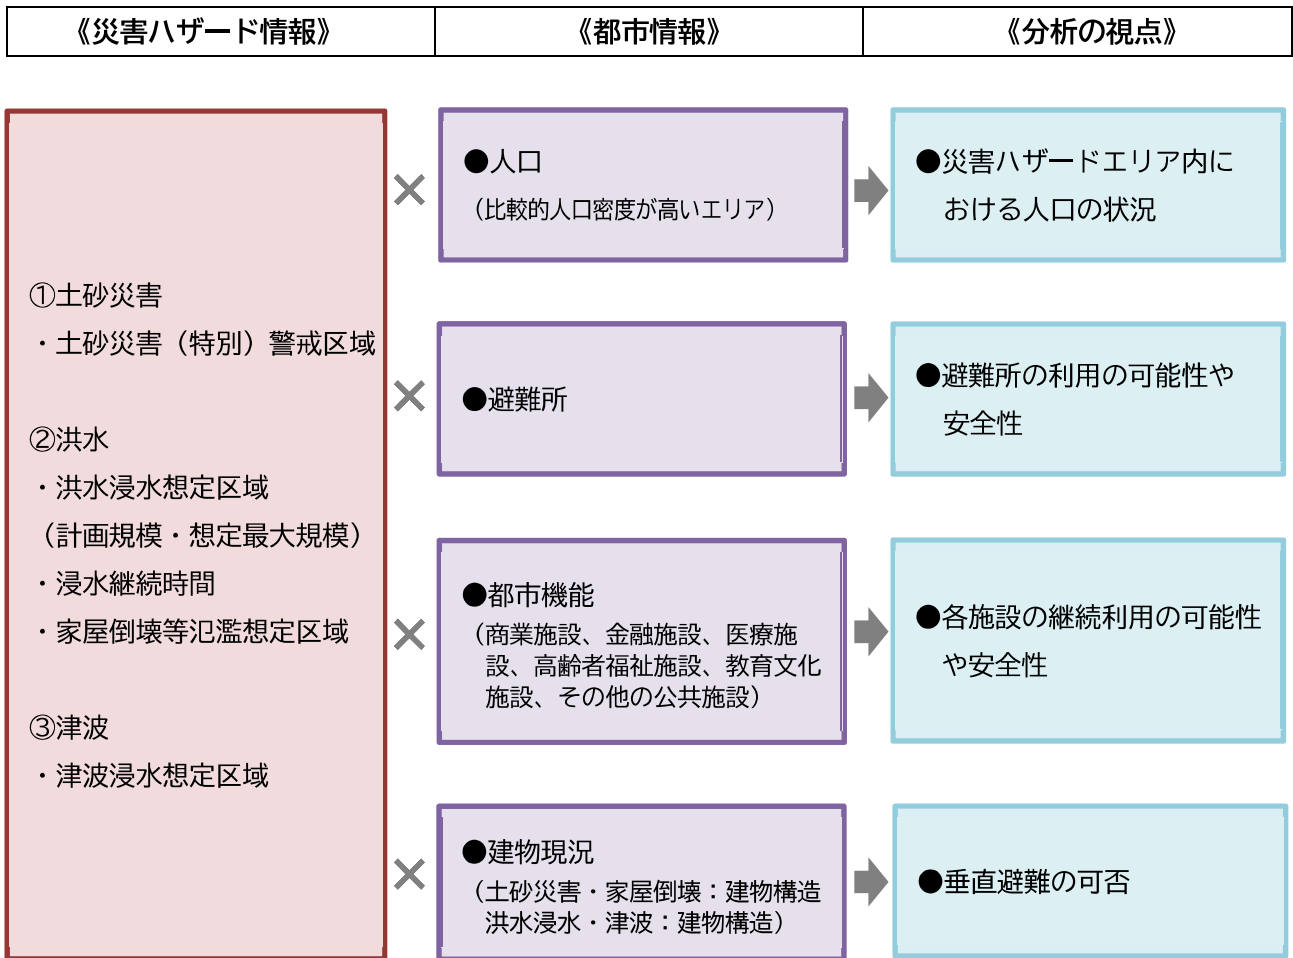 《災害ハザード情報》
《都市情報》
《分析の視点》
①土砂災害
・土砂災害（特別）警戒区域
②洪水
・洪水浸水想定区域
（計画規模・想定最大規模）
・浸水継続時間
・家屋倒壊等氾濫想定区域
③津波
・津波浸水想定区域
×
●人口
（比較的人口密度が高いエリア）
●災害ハザードエリア内に
おける人口の状況
×
●避難所
●避難所の利用の可能性や
安全性
×
●都市機能
（商業施設、金融施設、医療施
設、高齢者福祉施設、教育文化
施設、その他の公共施設）
●各施設の継続利用の可能性
や安全性
×
●建物現況
（土砂災害・家屋倒壊：建物構造
洪水浸水・津波：建物構造）
●垂直避難の可否